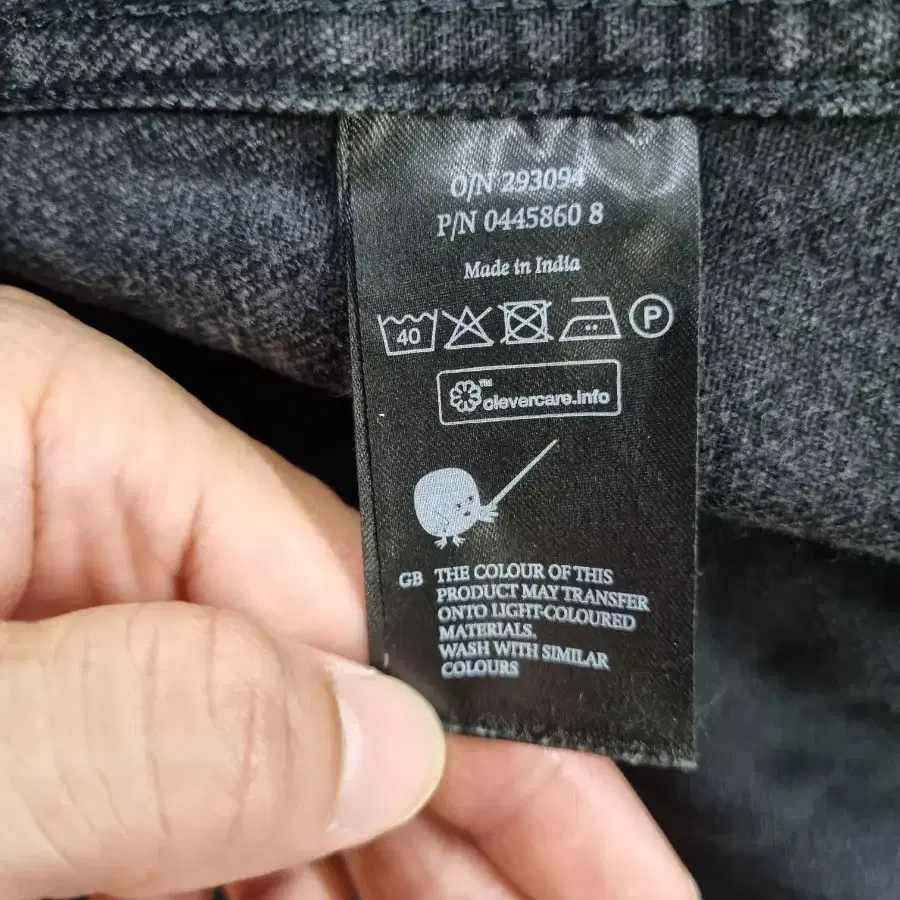 O/N 293094
P/N 0445860 8
Made in India
40 P
TM
clevercare.info
GB THE COLOUR OF THIS
PRODUCT MAY TRANSFER
ONTO LIGHT-COLOURED
MATERIALS.
WASH WITH SIMILAR
COLOURS